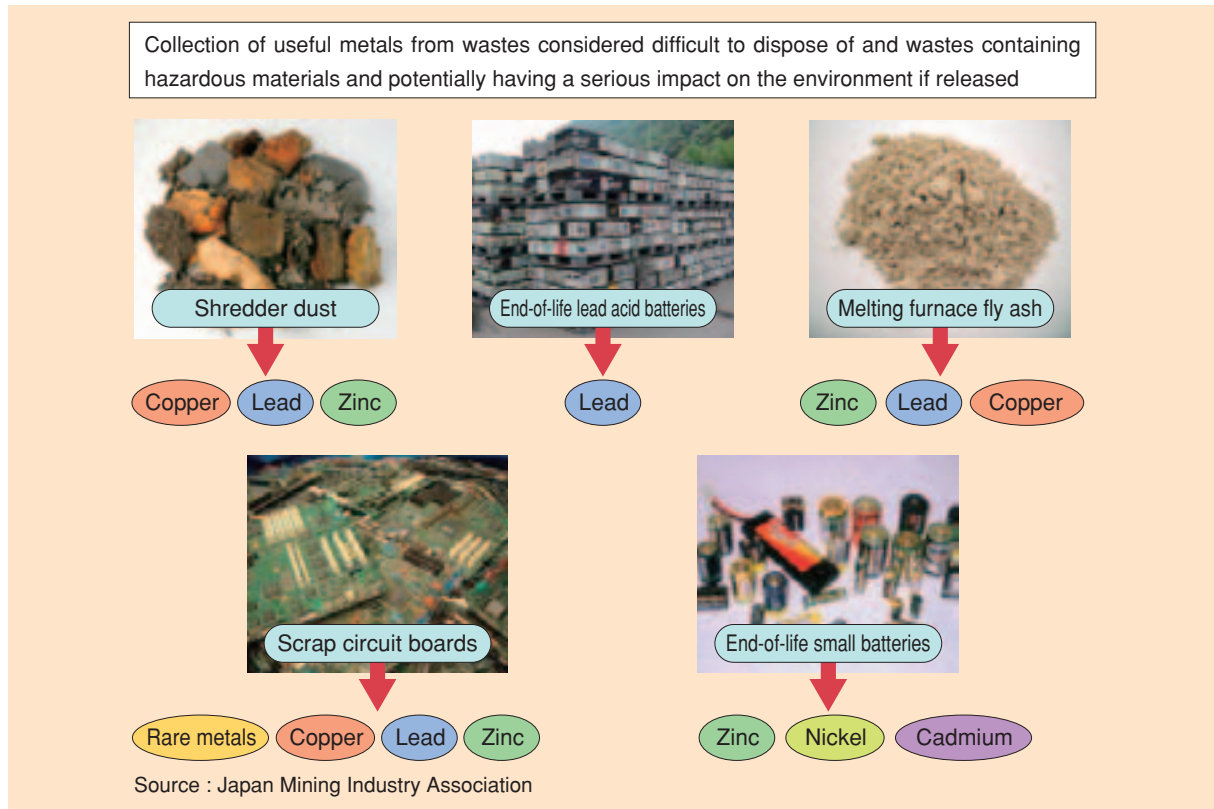 Collection of useful metals from wastes considered difficult to dispose of and wastes containing
hazardous materials and potentially having a serious impact on the environment if released
Shredder dust
End-of-life lead acid batteries
Melting furnace fly ash
Copper Lead Zinc
Lead
Zinc Lead Copper
Scrap circuit boards
End-of-life small batteries
Rare metals Copper Lead Zinc
Zinc Nickel Cadmium
Source : Japan Mining Industry Association